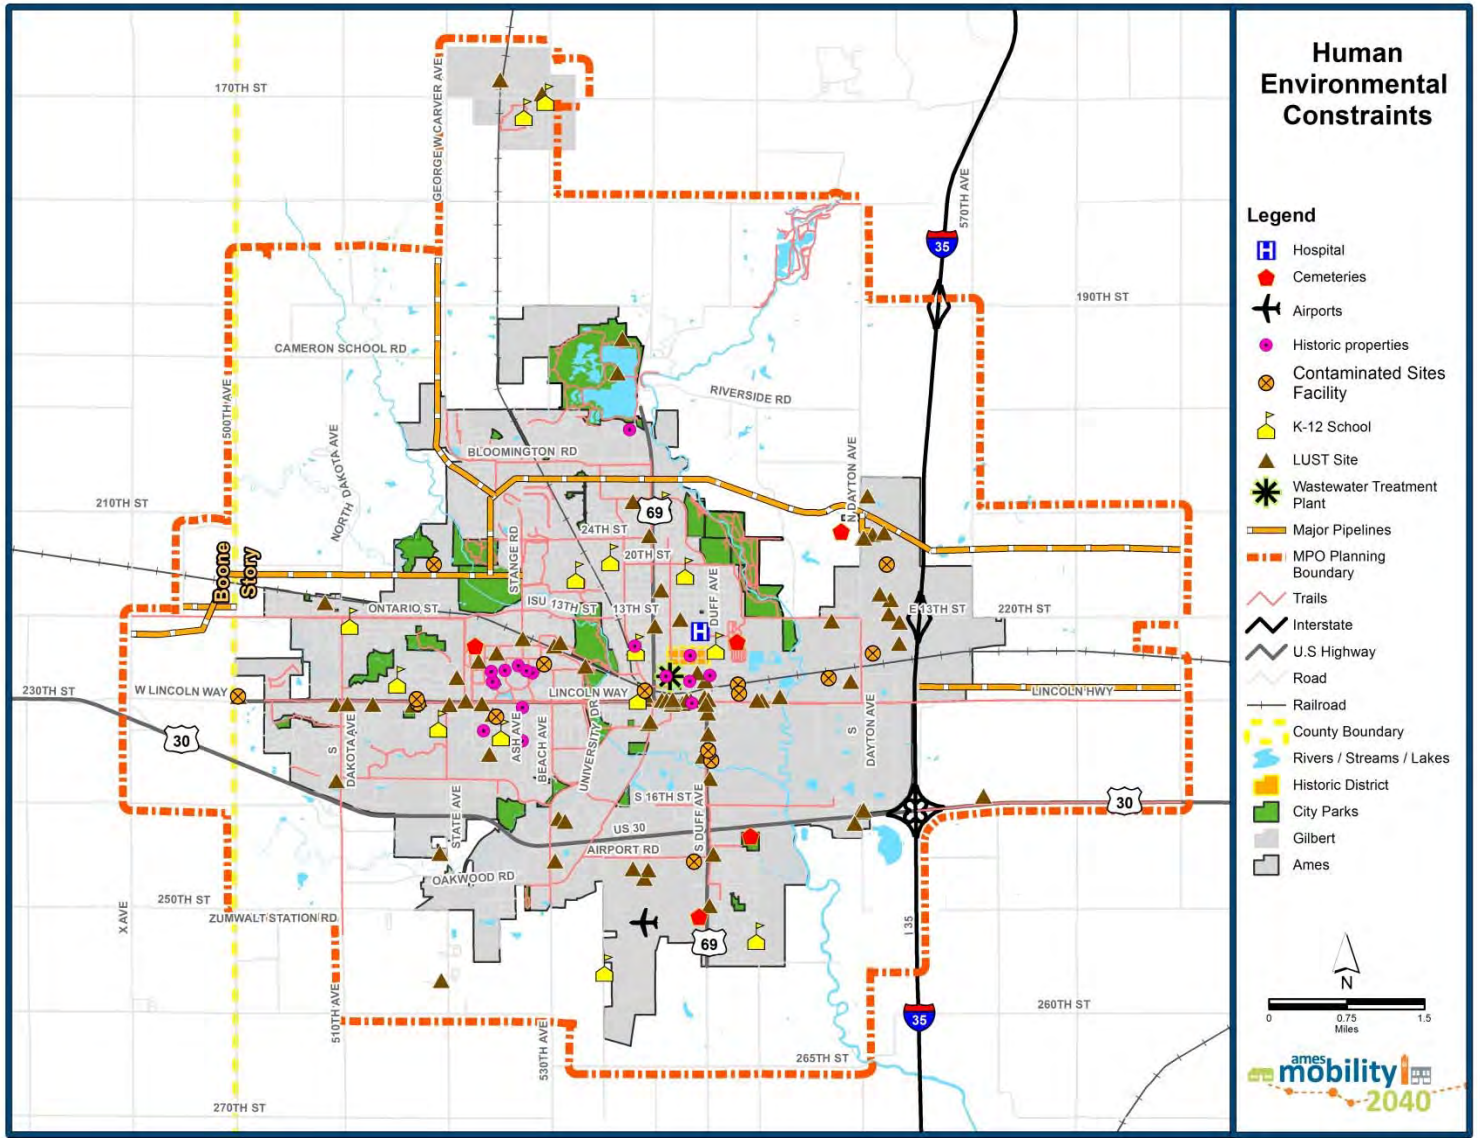 170TH ST
GEORGE W CARVER AVE
570TH AVE
35
190TH ST
CAMERON SCHOOL RD
500TH AVE
RIVERSIDE RD
NORTH DAKOTA AVE
BLOOMINGTON RD
N DAYTON AVE
210TH ST
69
24TH ST
STANGE RD
20TH ST
Boone
Story
DUFF AVE
ONTARIO ST
ISU 13TH ST
13TH ST
E 13TH ST
220TH ST
230TH ST
W LINCOLN WAY
LINCOLN WAY
LINCOLN HWY
30
S DAKOTA AVE
ASH AVE
BEACH AVE
UNIVERSITY DR
S DAYTON AVE
S 16TH ST
30
STATE AVE
US 30
S DUFF AVE
AIRPORT RD
OAKWOOD RD
250TH ST
ZUMWALT STATION RD
X AVE
69
I 35
510TH AVE
530TH AVE
260TH ST
35
265TH ST
270TH ST
Human
Environmental
Constraints
Legend
H Hospital
Cemeteries
Airports
Historic properties
Contaminated Sites
Facility
K-12 School
LUST Site
Wastewater Treatment
Plant
Major Pipelines
MPO Planning
Boundary
Trails
Interstate
U.S Highway
Road
Railroad
County Boundary
Rivers / Streams / Lakes
Historic District
City Parks
Gilbert
Ames
N
0 0.75 1.5
Miles
ames
mobility
2040